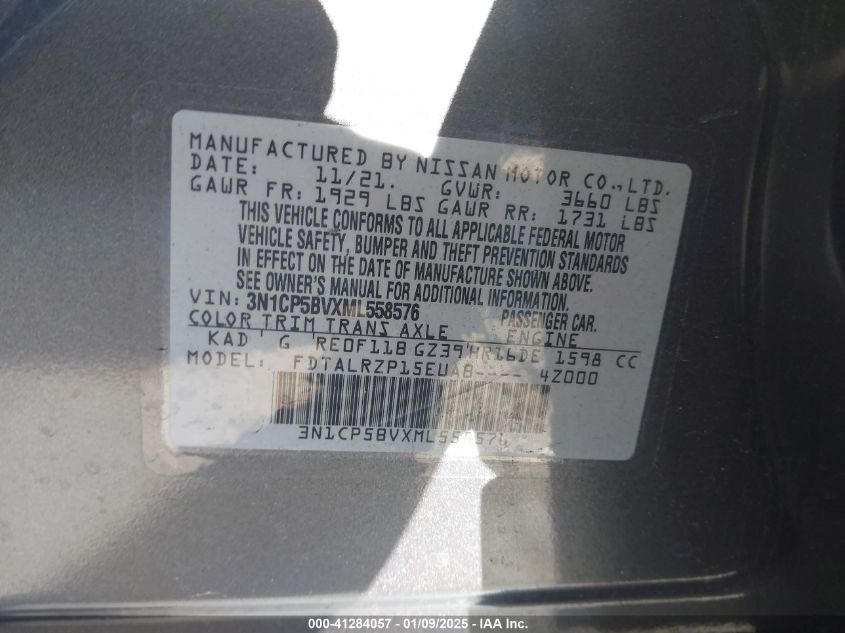 MANUFACTURED BY NISSAN MOTOR CO., LTD.
DATE: 11/21. GVWR: 3660 LBS
GAWR FR: 1929 LBS GAWR RR: 1731 LBS
THIS VEHICLE CONFORMS TO ALL APPLICABLE FEDERAL MOTOR
VEHICLE SAFETY, BUMPER AND THEFT PREVENTION STANDARDS
IN EFFECT ON THE DATE OF MANUFACTURE SHOWN ABOVE.
SEE OWNER'S MANUAL FOR ADDITIONAL INFORMATION.
VIN: 3N1CP5BVXML558576 PASSENGER CAR.
COLOR TRIM TRANS AXLE ENGINE
KAD G RE0F11B GZ39 HR16DE 1598 CC
MODEL: FDTALRZP15EUAB---- 4Z000
3N1CP5BVXML558576
000-41284057 - 01/09/2025 - IAA Inc.